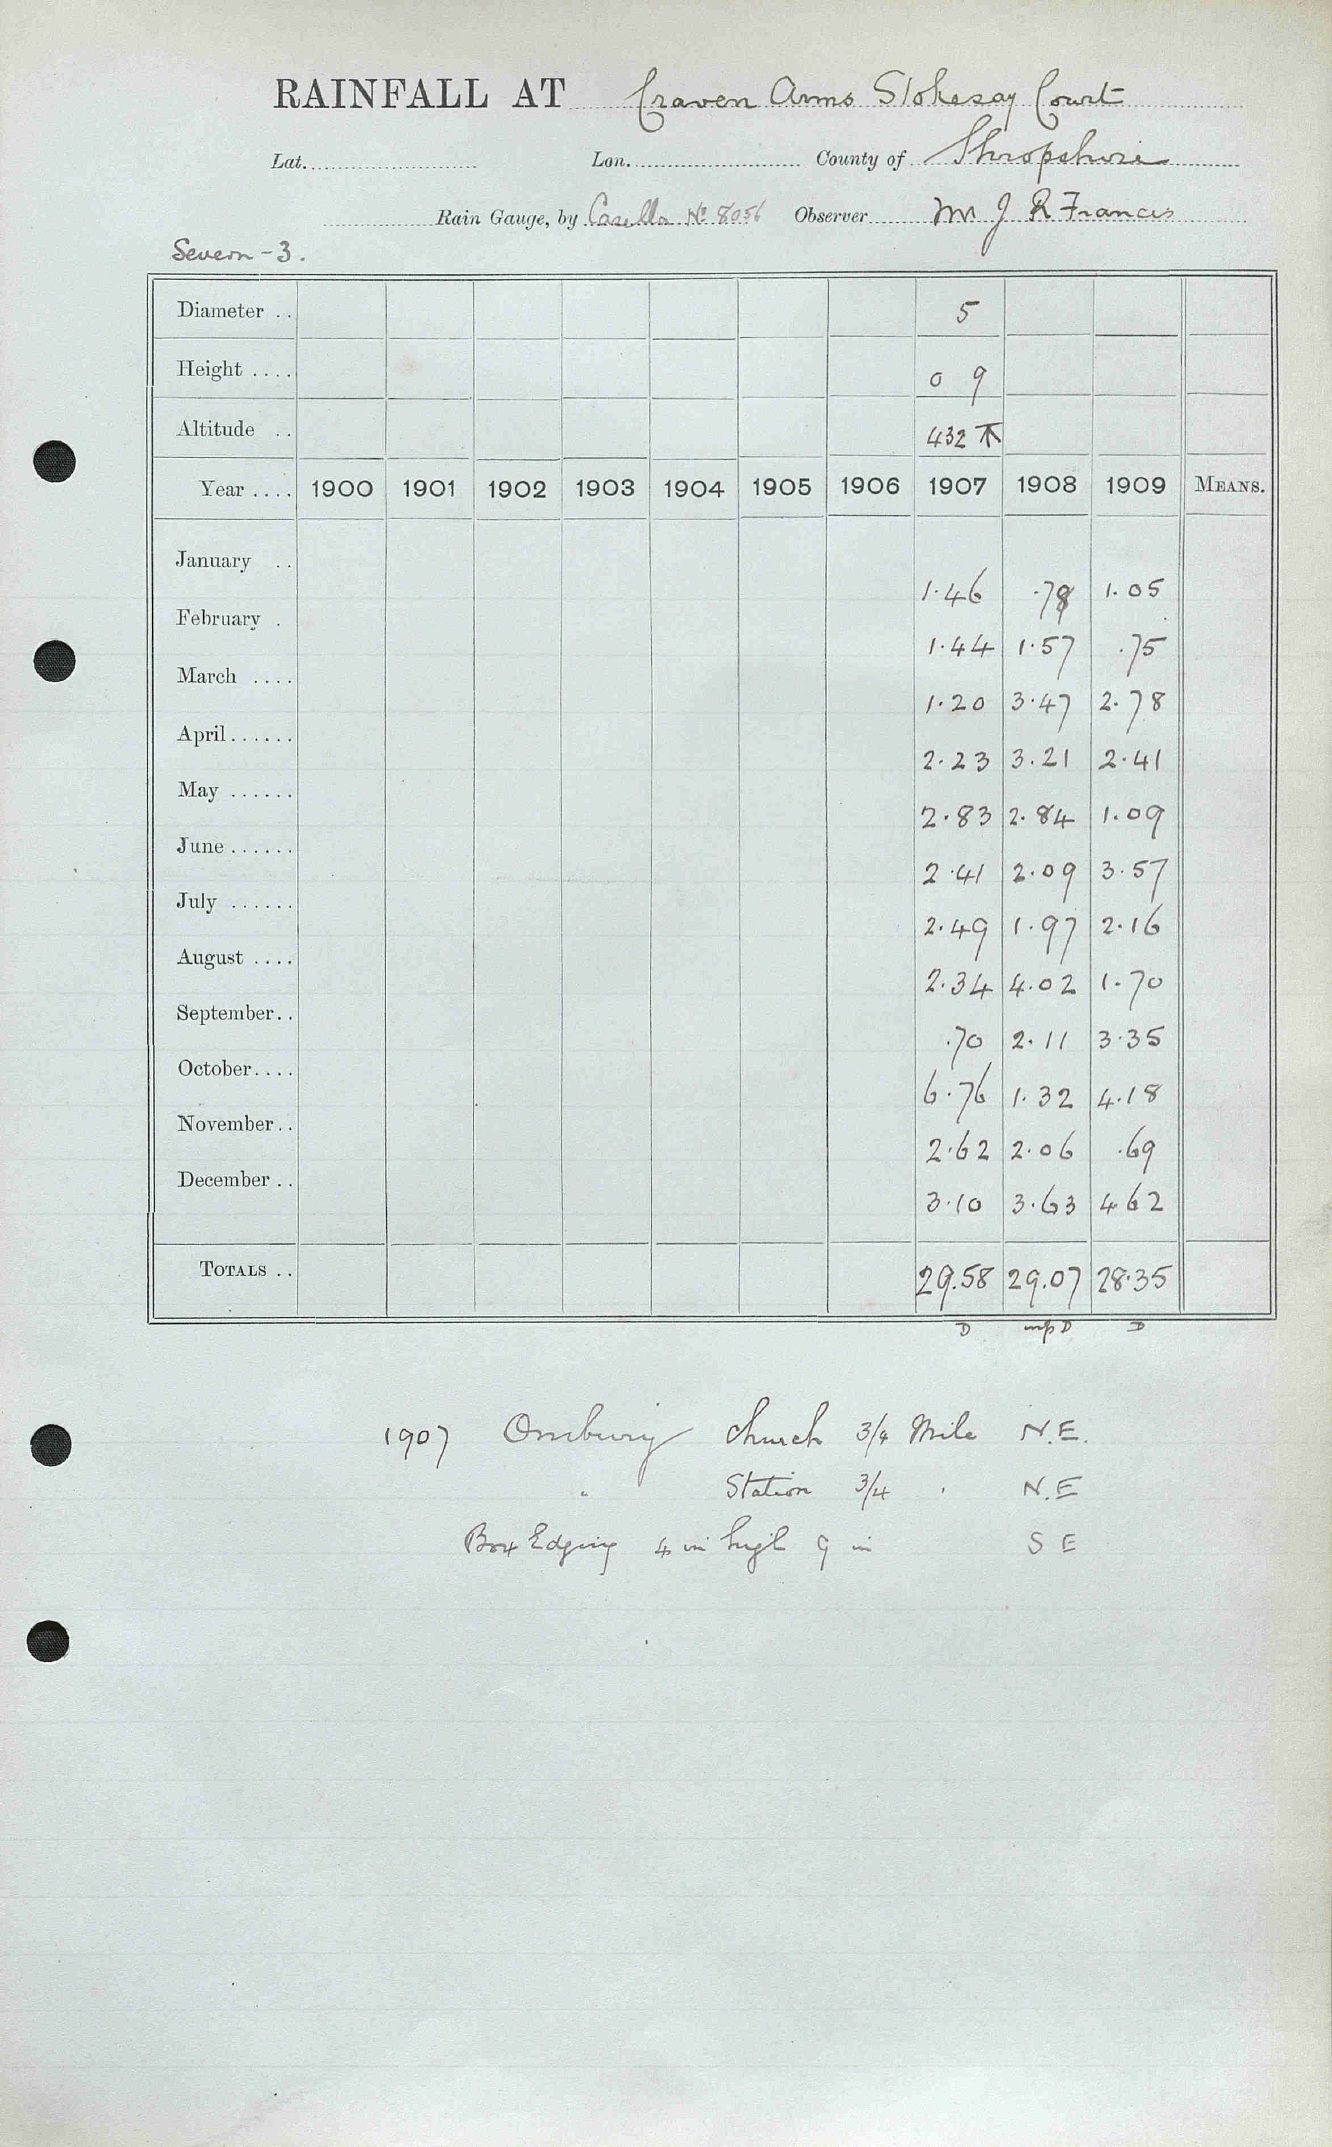 RAINFALL AT Craven Arms Stokesay Court
Lat. Lon. County of Shropshire
Rain Gauge, by Casella No 8056 Observer Mr J R Francis
Severn - 3.
Diameter .. 5
Height .... 0 9
Altitude .. 432
Year .... 1900 1901 1902 1903 1904 1905 1906 1907 1908 1909 MEANS.
January .. 1.46 .78 1.05
February . 1.44 1.57 .75
March .... 1.20 3.47 2.78
April ...... 2.23 3.21 2.41
May ...... 2.83 2.84 1.09
June ...... 2.41 2.09 3.57
July ...... 2.49 1.97 2.16
August .... 2.34 4.02 1.70
September.. .70 2.11 3.35
October.... 6.76 1.32 4.18
November.. 2.62 2.06 .69
December .. 3.10 3.63 4.62
TOTALS .. 29.58 29.07 28.35
D D D
1907 Onibury Church 3/4 Mile N.E.
" Station 3/4 " N.E
Box Edging 4 in high 9 in S E